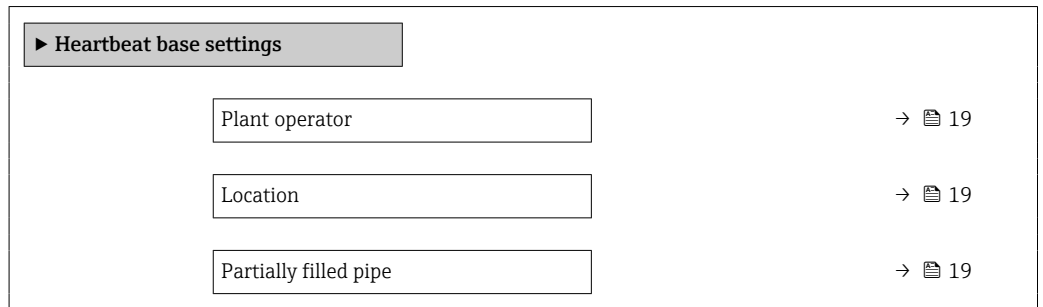 ▶ Heartbeat base settings
Plant operator → 19
Location → 19
Partially filled pipe → 19